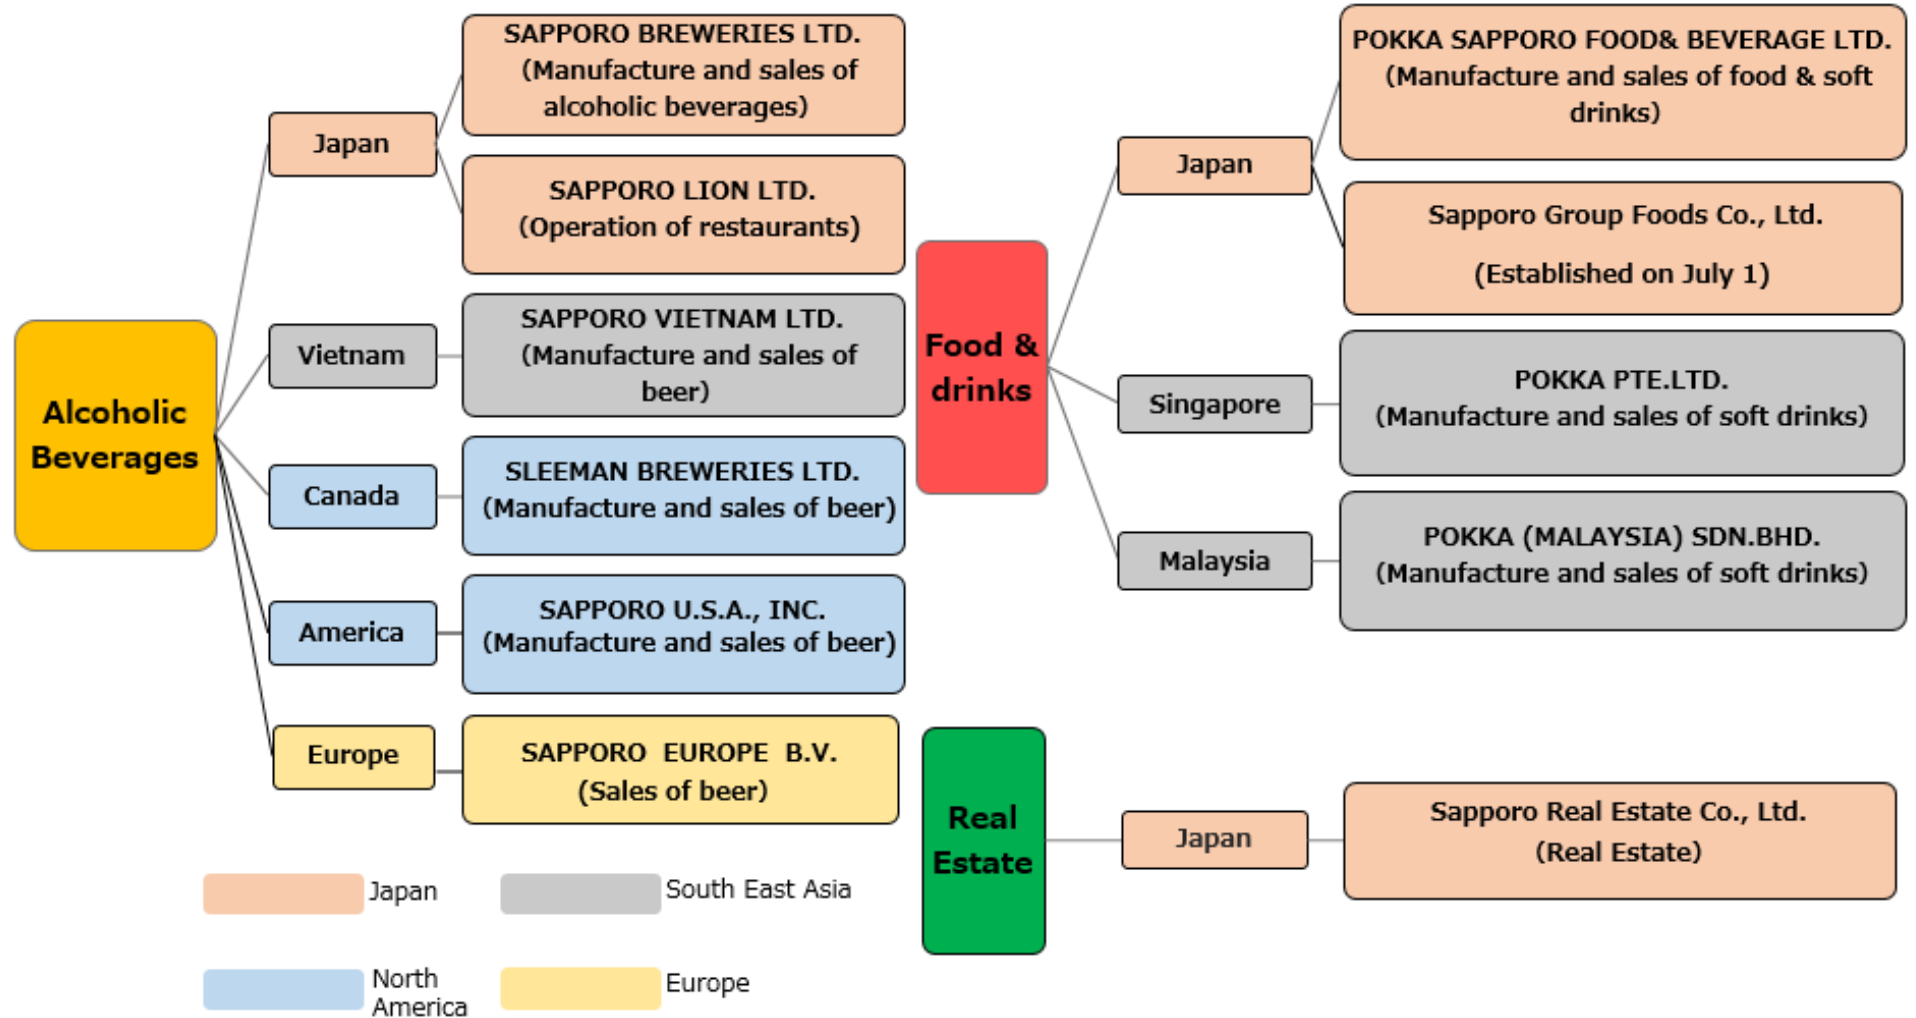 Alcoholic
Beverages
Japan
SAPPORO BREWERIES LTD.
(Manufacture and sales of
alcoholic beverages)
SAPPORO LION LTD.
(Operation of restaurants)
Vietnam
SAPPORO VIETNAM LTD.
(Manufacture and sales of
beer)
Canada
SLEEMAN BREWERIES LTD.
(Manufacture and sales of beer)
America
SAPPORO U.S.A., INC.
(Manufacture and sales of beer)
Europe
SAPPORO EUROPE B.V.
(Sales of beer)
Food &
drinks
Japan
POKKA SAPPORO FOOD& BEVERAGE LTD.
(Manufacture and sales of food & soft
drinks)
Sapporo Group Foods Co., Ltd.
(Established on July 1)
Singapore
POKKA PTE.LTD.
(Manufacture and sales of soft drinks)
Malaysia
POKKA (MALAYSIA) SDN.BHD.
(Manufacture and sales of soft drinks)
Real
Estate
Japan
Sapporo Real Estate Co., Ltd.
(Real Estate)
Japan
South East Asia
North
America
Europe